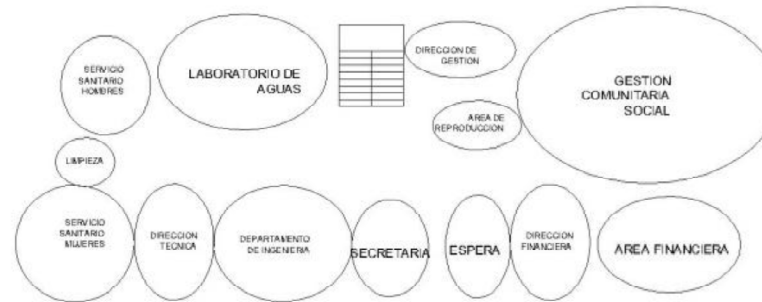 SERVICIO
SANITARIO
HOMBRES
LABORATORIO DE
AGUAS
DIRECCION DE
GESTION
GESTION
COMUNITARIA
SOCIAL
AREA DE
REPRODUCCION
LIMPIEZA
SERVICIO
SANITARIO
MUJERES
DIRECCION
TECNICA
DEPARTAMENTO
DE INGENIERIA
SECRETARIA
ESPERA
DIRECCION
FINANCIERA
AREA FINANCIERA